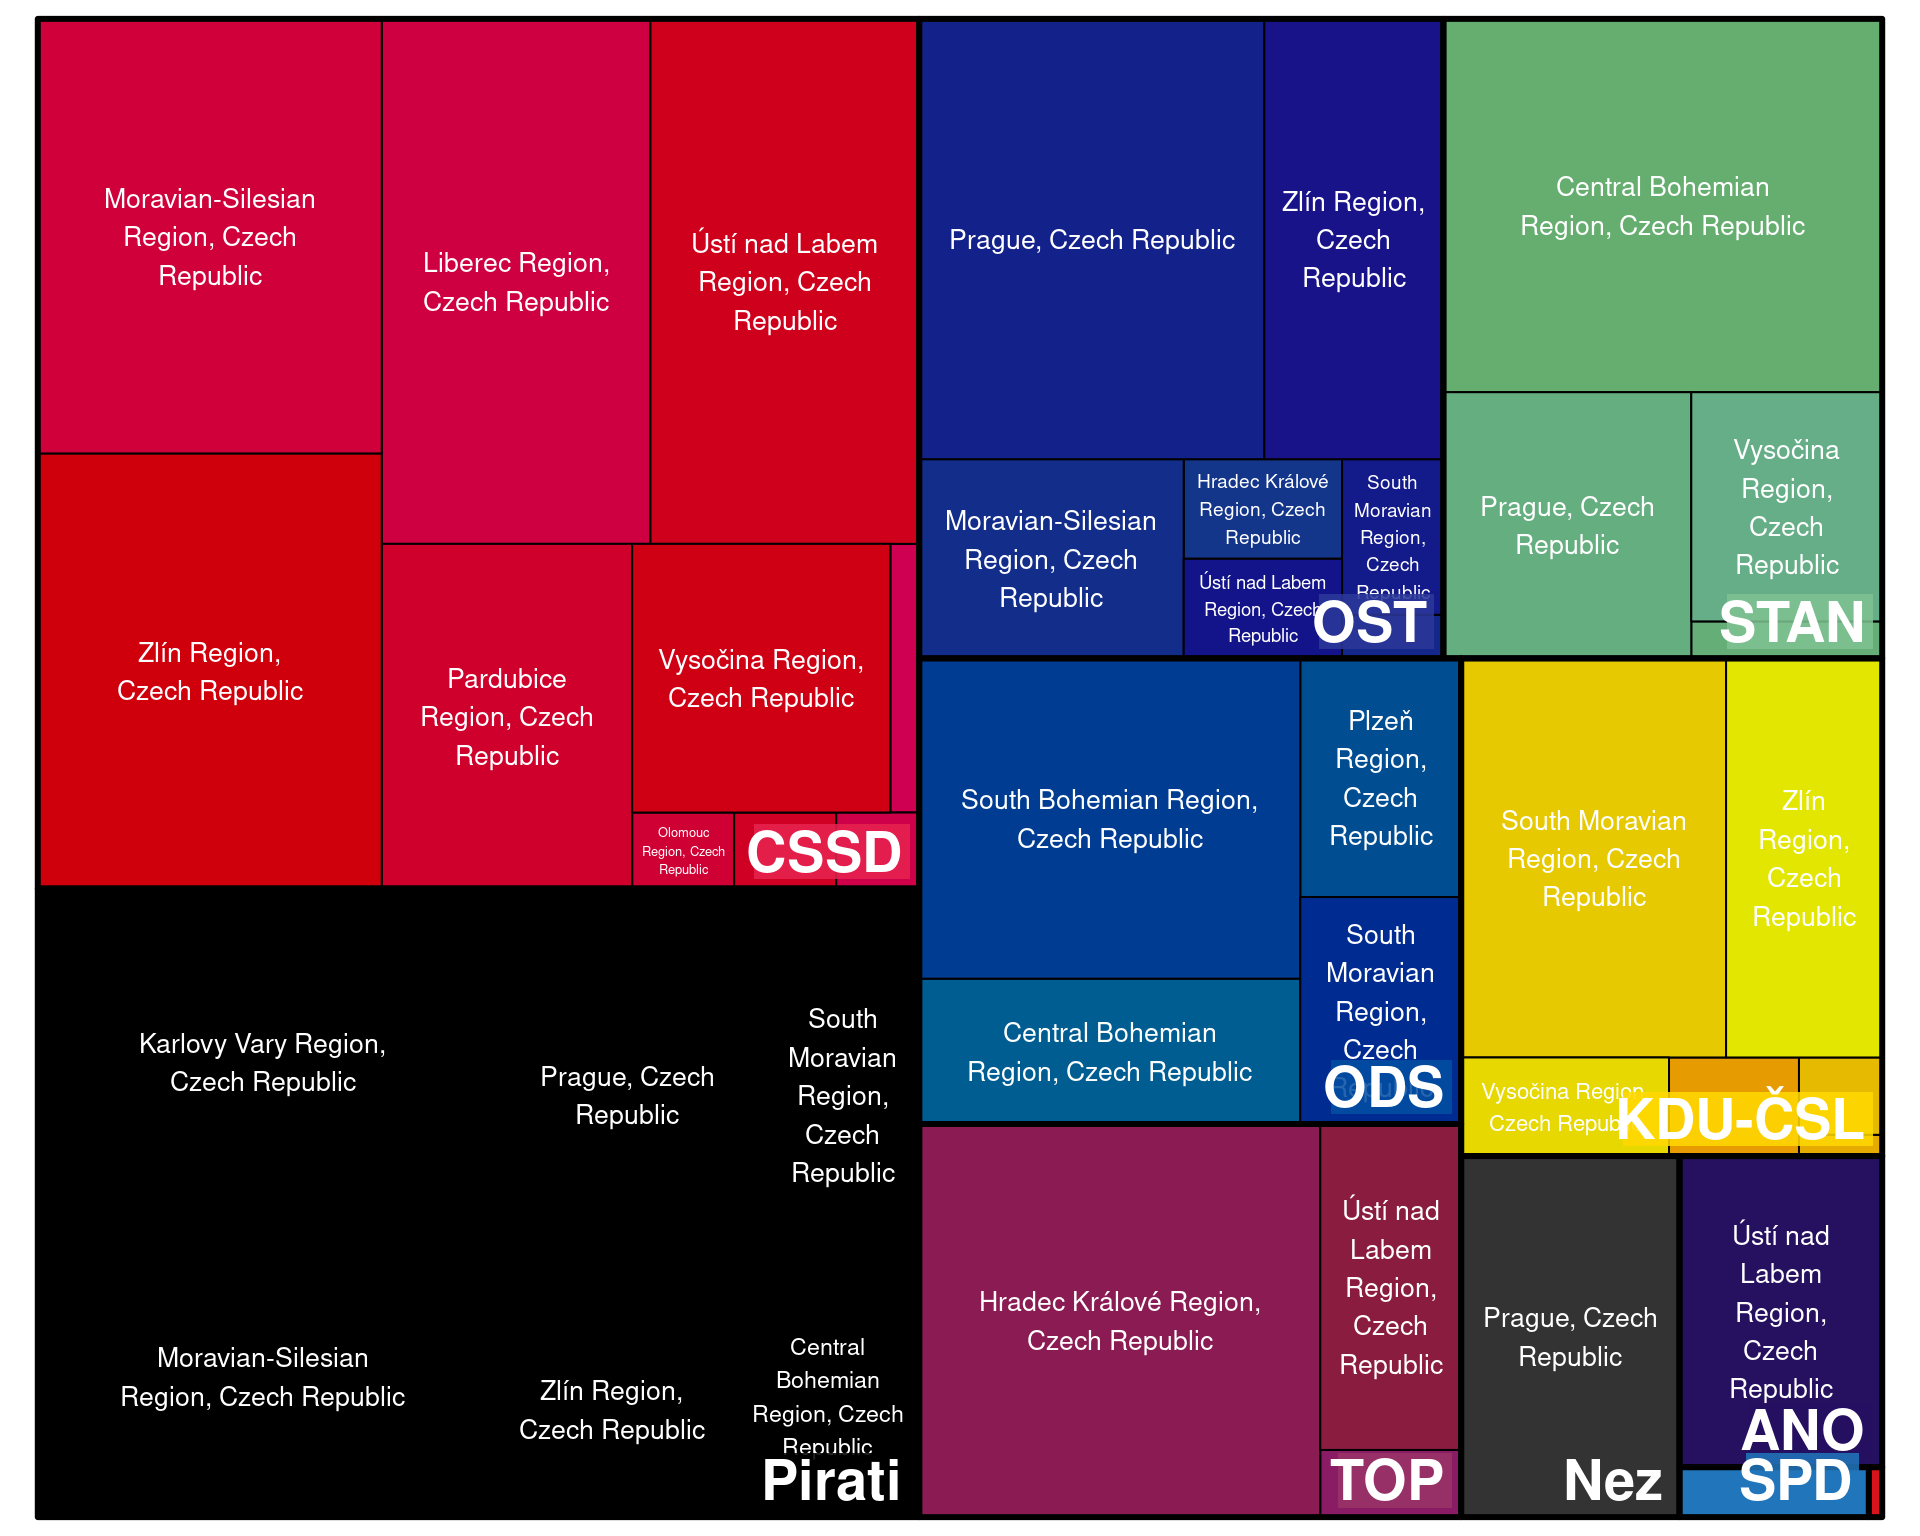 Moravian-Silesian
Region, Czech
Republic
Liberec Region,
Czech Republic
Ústí nad Labem
Region, Czech
Republic
Zlín Region,
Czech Republic
Pardubice
Region, Czech
Republic
Vysočina Region,
Czech Republic
Olomouc
Region, Czech
Republic
CSSD
Karlovy Vary Region,
Czech Republic
Prague, Czech
Republic
South
Moravian
Region,
Czech
Republic
Moravian-Silesian
Region, Czech Republic
Zlín Region,
Czech Republic
Central
Bohemian
Region, Czech
Republic
Pirati
Prague, Czech Republic
Zlín Region,
Czech
Republic
Moravian-Silesian
Region, Czech
Republic
Hradec Králové
Region, Czech
Republic
Ústí nad Labem
Region, Czech
Republic
South
Moravian
Region,
Czech
Republic
OST
Central Bohemian
Region, Czech Republic
Prague, Czech
Republic
Vysočina
Region,
Czech
Republic
STAN
South Bohemian Region,
Czech Republic
Plzeň
Region,
Czech
Republic
Central Bohemian
Region, Czech Republic
South
Moravian
Region,
Czech
Republic
ODS
South Moravian
Region, Czech
Republic
Zlín
Region,
Czech
Republic
Vysočina Region,
Czech Republic
KDU-ČSL
Hradec Králové Region,
Czech Republic
Ústí nad
Labem
Region,
Czech
Republic
TOP
Prague, Czech
Republic
Nez
Ústí nad
Labem
Region,
Czech
Republic
ANO
SPD